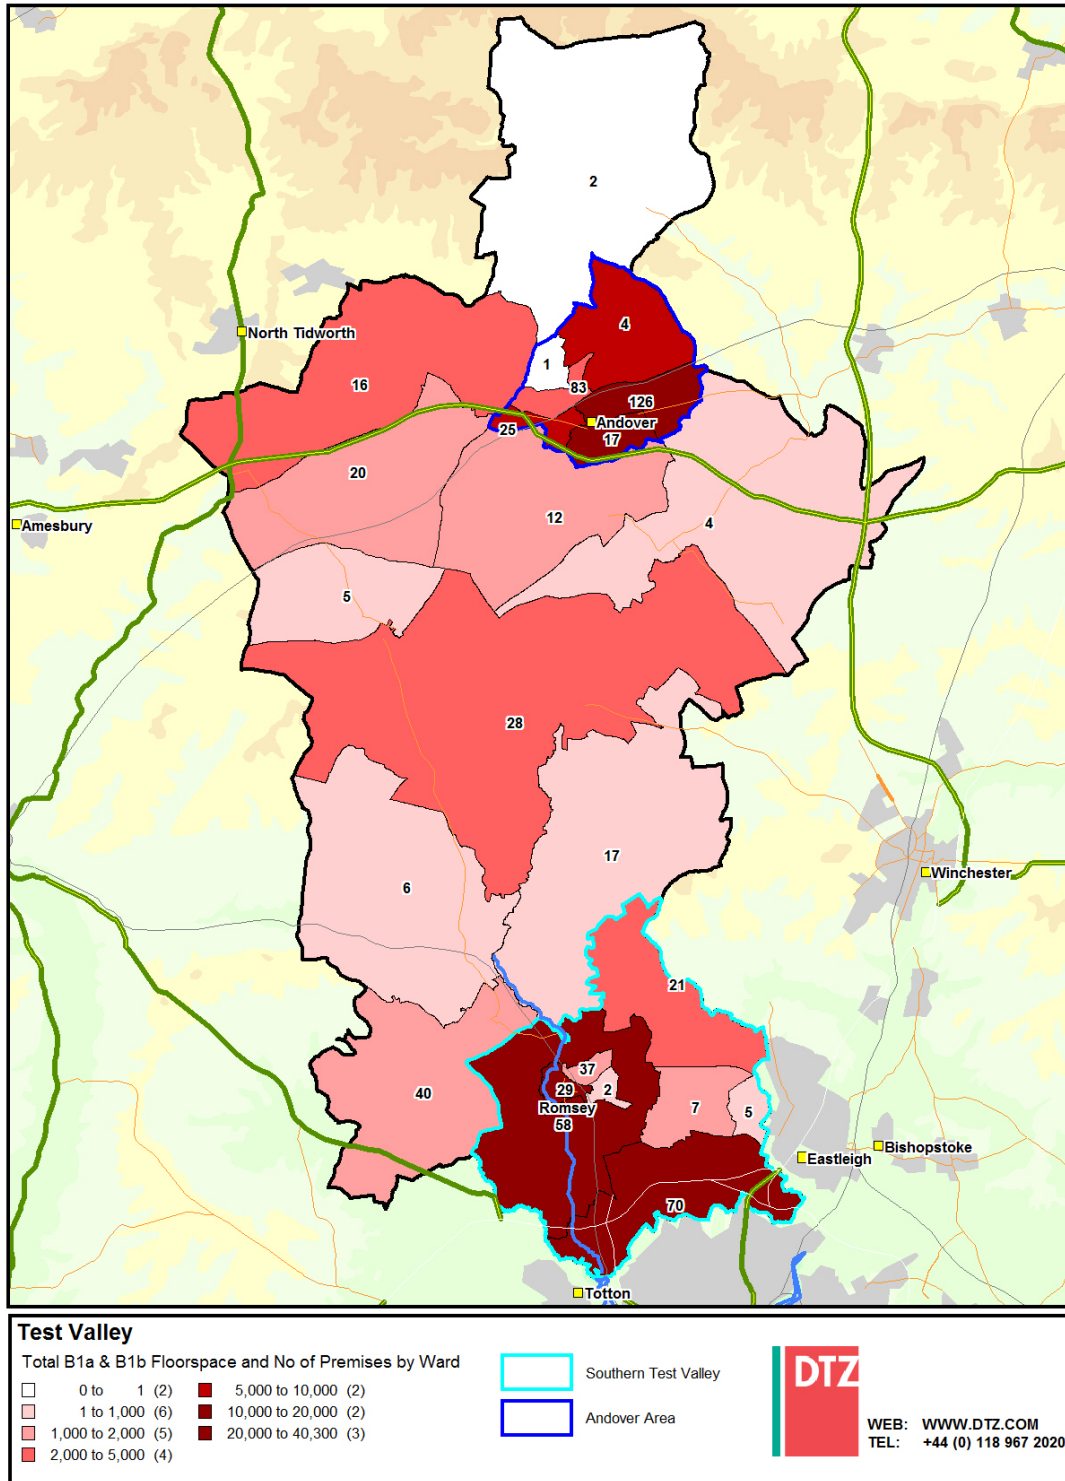 2
4
North Tidworth
1
16
83
126
Andover
25
17
20
12
4
Amesbury
5
28
17
6
Winchester
21
37
29
2
40
7
5
Romsey
58
Bishopstoke
Eastleigh
70
Totton
Test Valley
Total B1a & B1b Floorspace and No of Premises by Ward
0 to 1 (2)
1 to 1,000 (6)
1,000 to 2,000 (5)
2,000 to 5,000 (4)
5,000 to 10,000 (2)
10,000 to 20,000 (2)
20,000 to 40,300 (3)
Southern Test Valley
Andover Area
DTZ
WEB: WWW.DTZ.COM
TEL: +44 (0) 118 967 2020